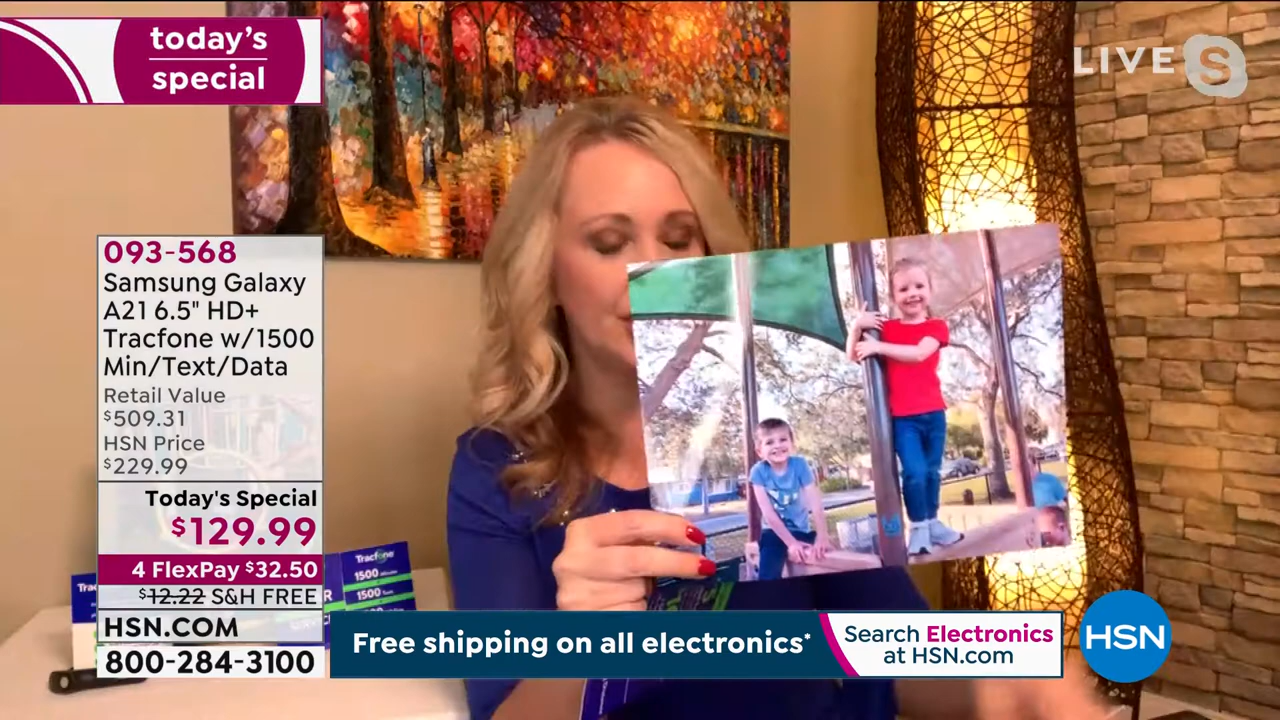 today's
special
LIVE S
093-568
Samsung Galaxy
A21 6.5" HD+
Tracfone w/1500
Min/Text/Data
Retail Value
$509.31
HSN Price
$229.99
Today's Special
$129.99
4 FlexPay $32.50
$12.22 S&H FREE
HSN.COM
800-284-3100
Tracfone
1500
1500
Free shipping on all electronics*
Search Electronics
at HSN.com
HSN